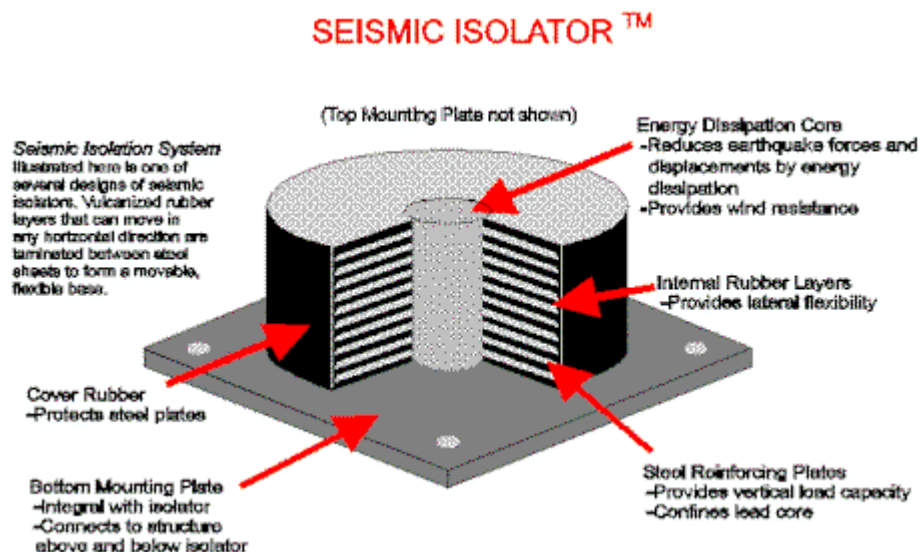 SEISMIC ISOLATOR TM
(Top Mounting Plate not shown)
Seismic Isolation System
Illustrated here is one of
several designs of seismic
isolators. Vulcanized rubber
layers that can move in
any horizontal direction are
laminated between steel
sheets to form a movable,
flexible base.
Energy Dissipation Core
-Reduces earthquake forces and
displacements by energy
dissipation
-Provides wind resistance
Internal Rubber Layers
-Provides lateral flexibility
Cover Rubber
-Protects steel plates
Steel Reinforcing Plates
-Provides vertical load capacity
-Confines lead core
Bottom Mounting Plate
-Integral with isolator
-Connects to structure
above and below isolator